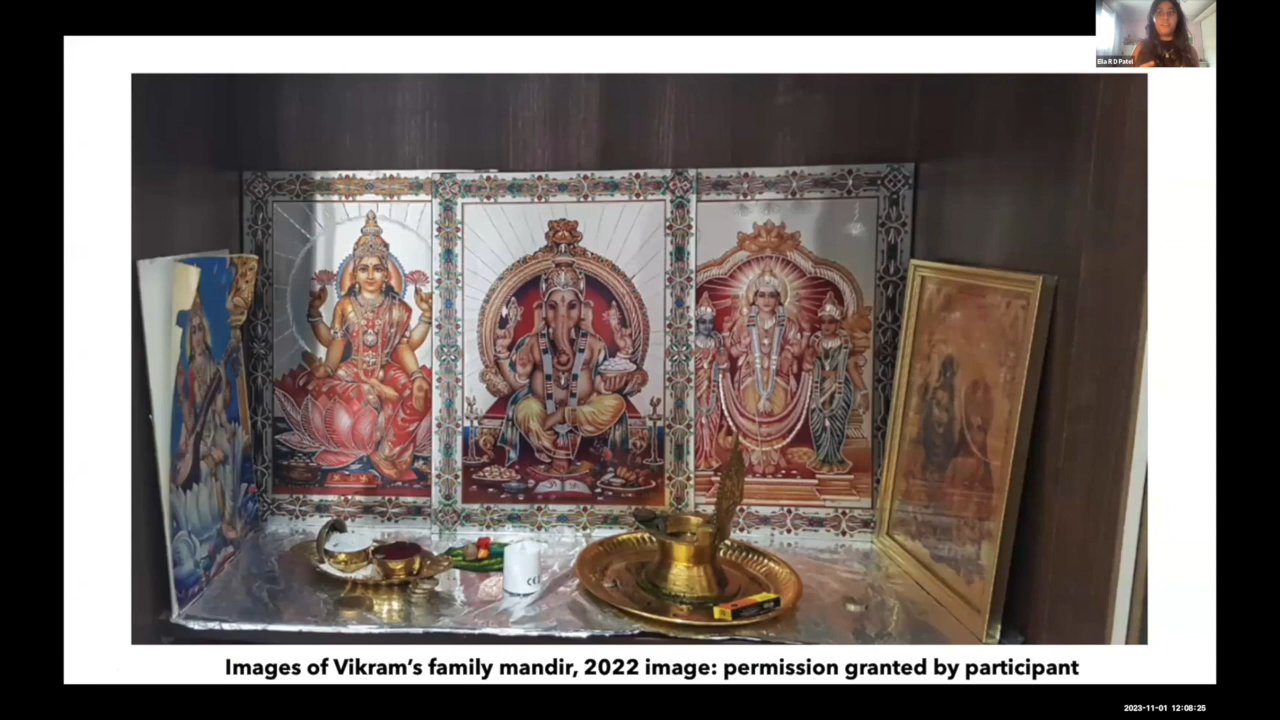 Ella R D Patel
CE
Images of Vikram's family mandir, 2022 image: permission granted by participant
2023-11-01 12:08:25